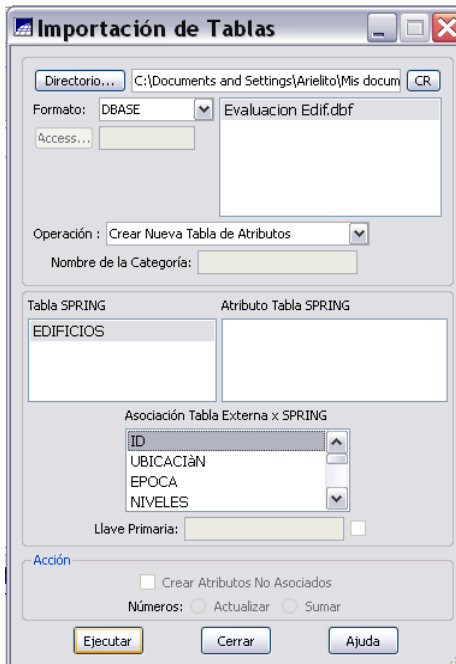 Importación de Tablas
Directorio... C:\Documents and Settings\Arielito\Mis docum CR
Formato: DBASE Evaluacion Edif.dbf
Access...
Operación : Crear Nueva Tabla de Atributos
Nombre de la Categoría:
Tabla SPRING Atributo Tabla SPRING
EDIFICIOS
Asociación Tabla Externa x SPRING
ID
UBICACIàN
EPOCA
NIVELES
Llave Primaria:
Acción
Crear Atributos No Asociados
Números: Actualizar Sumar
Ejecutar Cerrar Ayuda